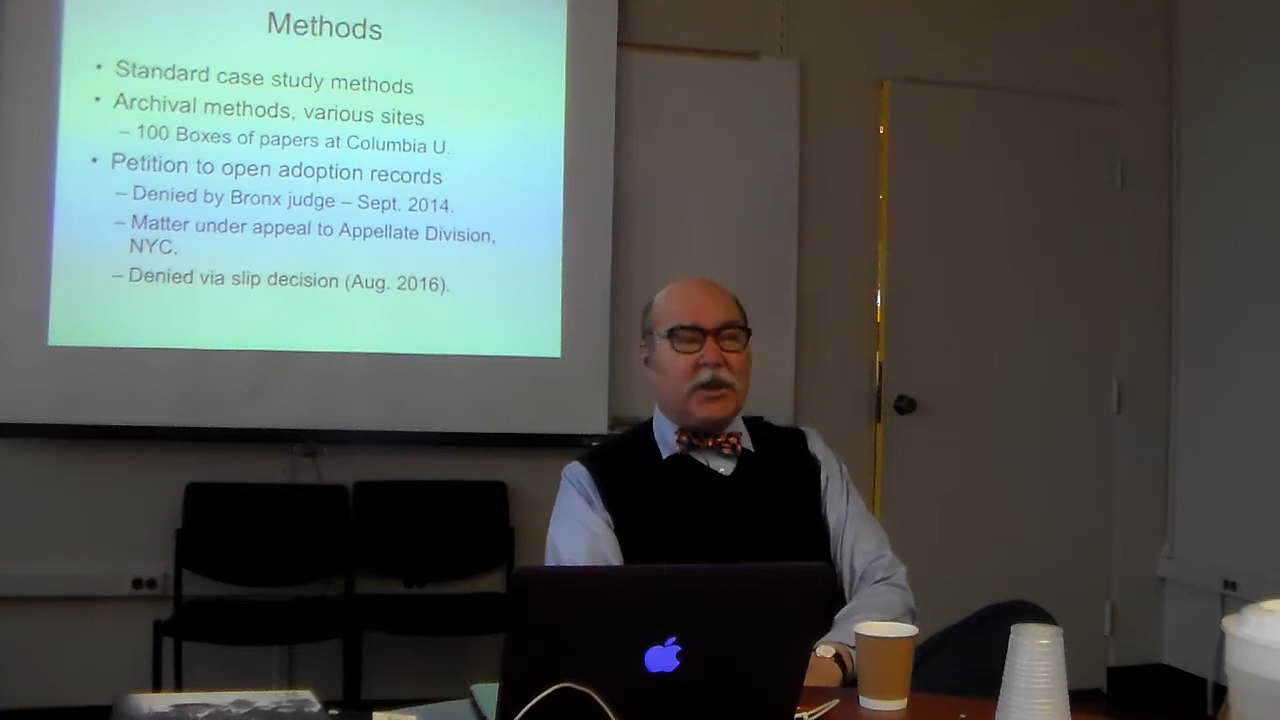 Methods
• Standard case study methods
• Archival methods, various sites
– 100 Boxes of papers at Columbia U.
• Petition to open adoption records
– Denied by Bronx judge – Sept. 2014.
– Matter under appeal to Appellate Division,
NYC.
– Denied via slip decision (Aug. 2016).